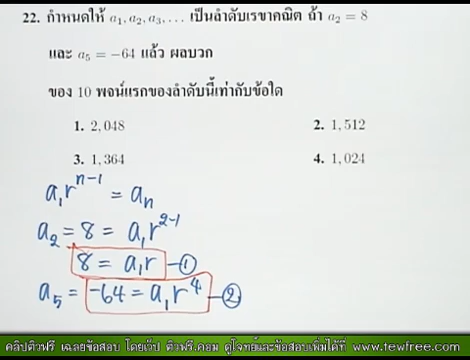 22. กำหนดให้ a₁, a₂, a₃, . . . เป็นลำดับเรขาคณิต ถ้า a₂ = 8
และ a₅ = −64 แล้ว ผลบวก
ของ 10 พจน์แรกของลำดับนี้เท่ากับข้อใด
1. 2,048 2. 1,512
3. 1,364 4. 1,024
a₁rⁿ⁻¹ = aₙ
a₂ = 8 = a₁r²⁻¹
8 = a₁r —①
a₅ = −64 = a₁r⁴ —②
คลิปติวฟรี เฉลยข้อสอบ โดยเว็บ ติวฟรี.คอม ดูโจทย์และข้อสอบเพิ่มได้ที่ www.tewfree.com